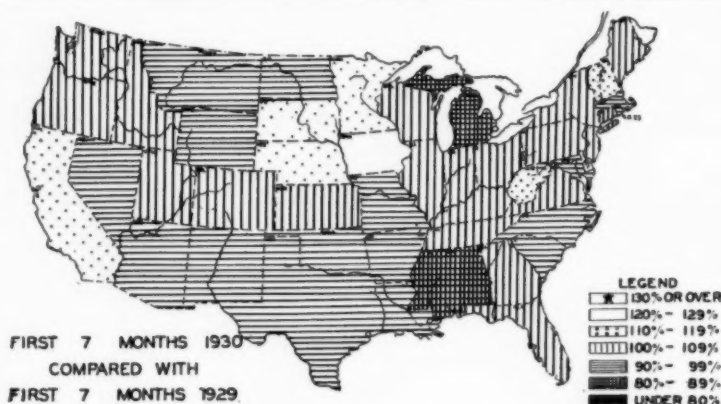 FIRST 7 MONTHS 1930
COMPARED WITH
FIRST 7 MONTHS 1929
LEGEND
130% OR OVER
120% - 129%
110% - 119%
100% - 109%
90% - 99%
80% - 89%
UNDER 80%